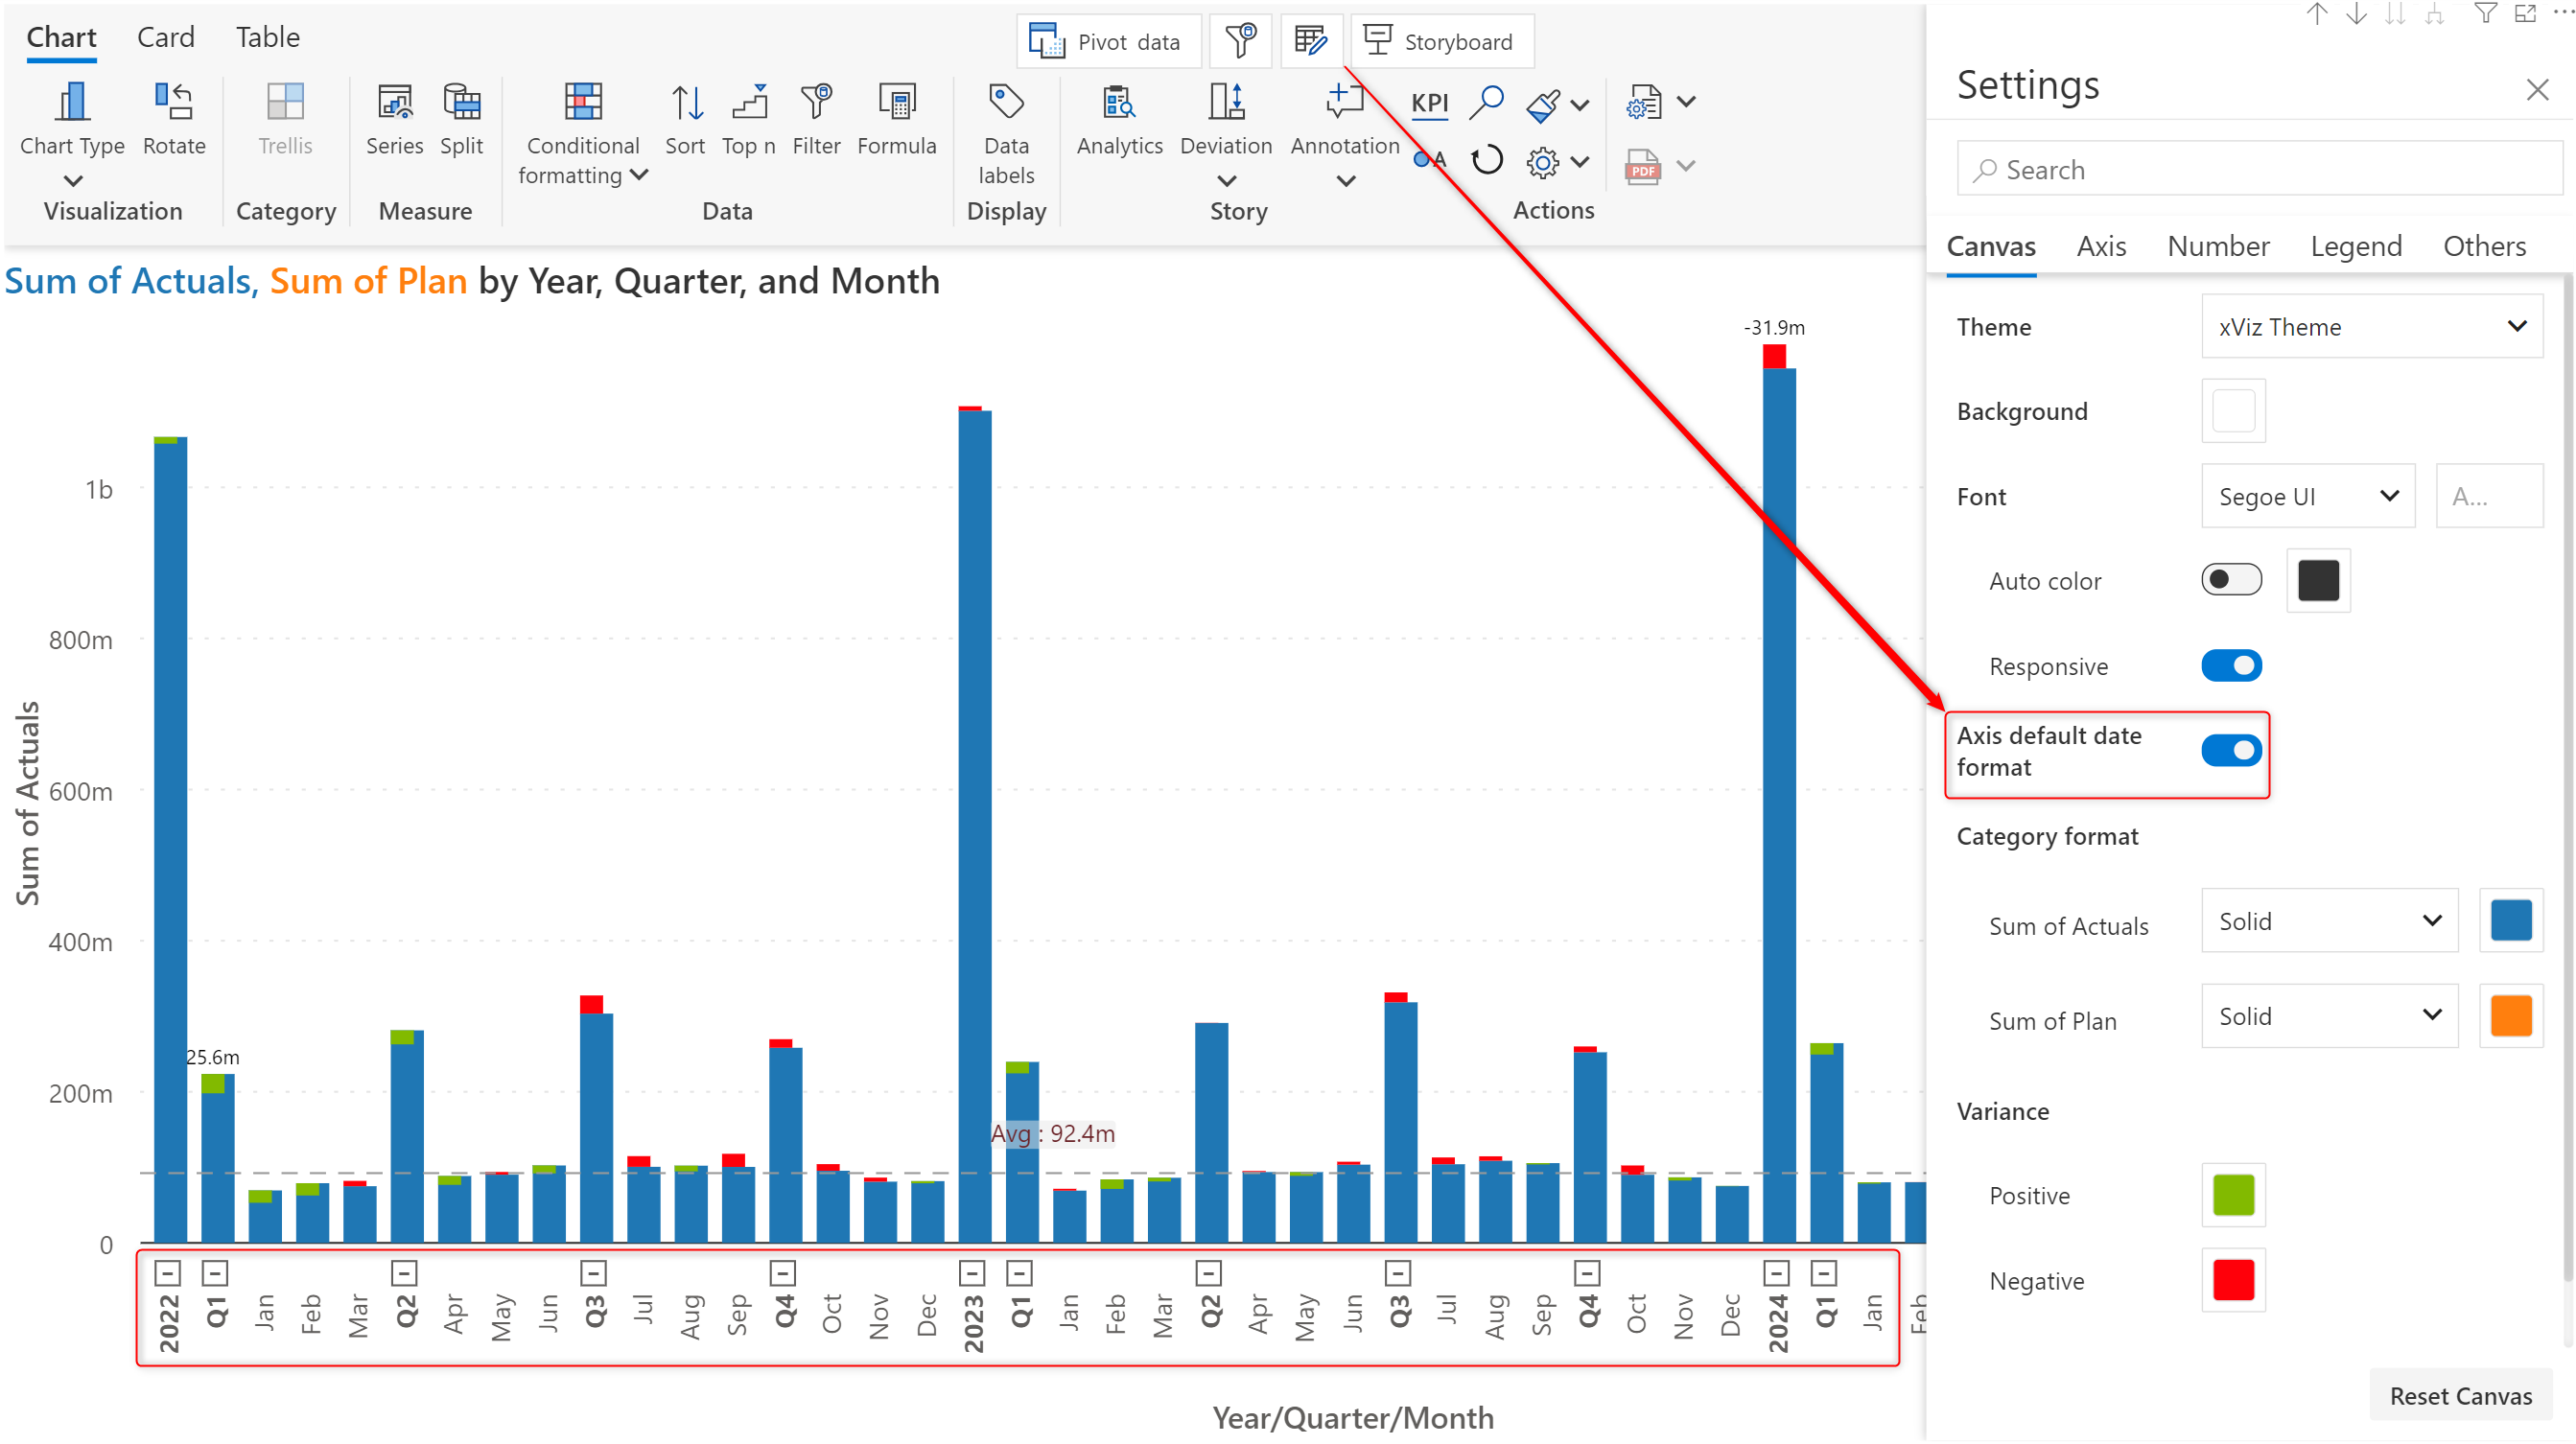 Chart Card Table
Pivot data
Storyboard
Chart Type
Rotate
Trellis
Series
Split
Conditional formatting
Sort
Top n
Filter
Formula
Data labels
Analytics
Deviation
Annotation
KPI
A
PDF
Visualization
Category
Measure
Data
Display
Story
Actions
Sum of Actuals, Sum of Plan by Year, Quarter, and Month
Sum of Actuals
1b
800m
600m
400m
200m
0
-31.9m
25.6m
Avg : 92.4m
2022 Q1 Jan Feb Mar Q2 Apr May Jun Q3 Jul Aug Sep Q4 Oct Nov Dec 2023 Q1 Jan Feb Mar Q2 Apr May Jun Q3 Jul Aug Sep Q4 Oct Nov Dec 2024 Q1 Jan Feb
Year/Quarter/Month
Settings
Search
Canvas Axis Number Legend Others
Theme xViz Theme
Background
Font Segoe UI A...
Auto color
Responsive
Axis default date
format
Category format
Sum of Actuals Solid
Sum of Plan Solid
Variance
Positive
Negative
Reset Canvas